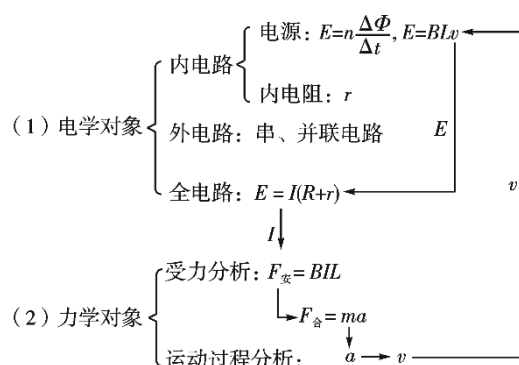 电源：E=n ΔΦ/Δt, E=BLv
内电路
内电阻：r
（1）电学对象
外电路：串、并联电路
E
v
全电路：E=I(R+r)
I
受力分析：F安=BIL
（2）力学对象
F合=ma
运动过程分析： a v